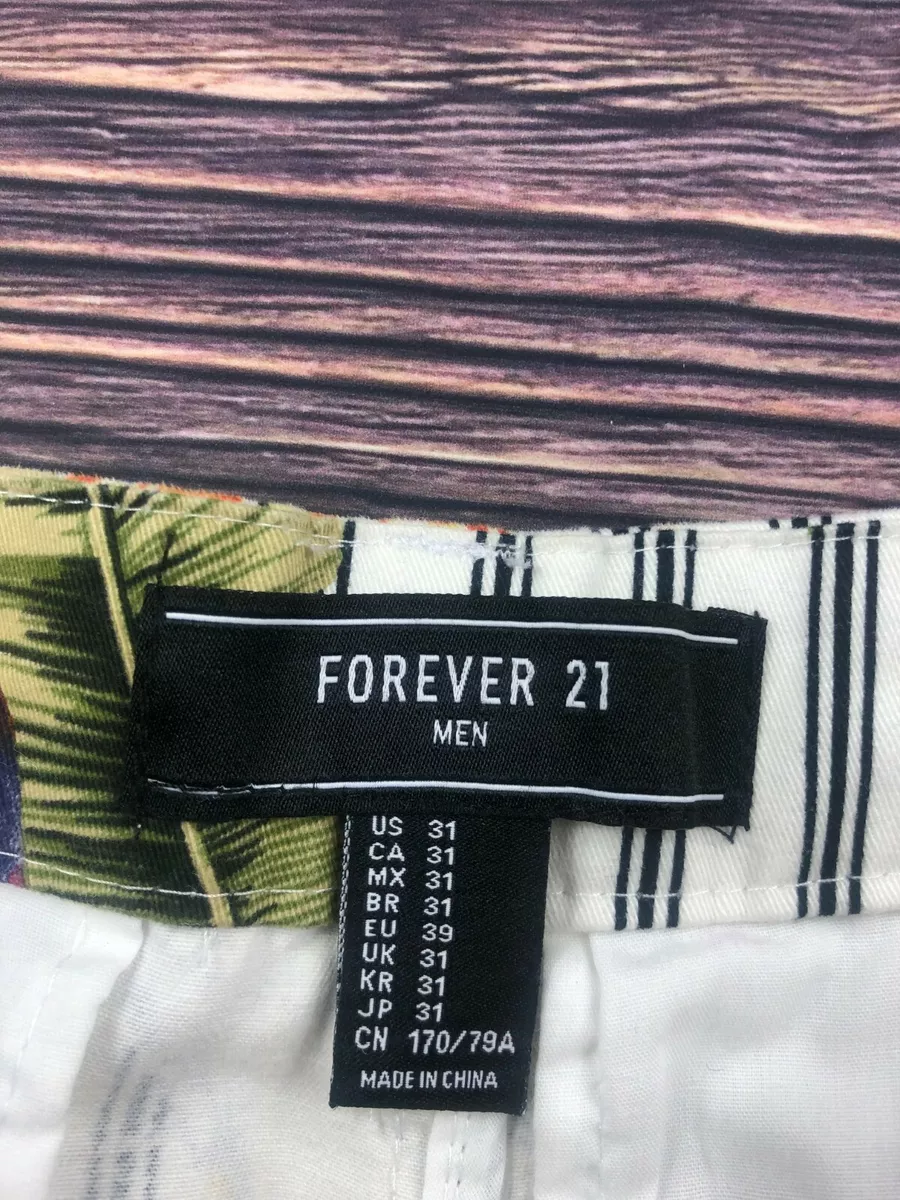 FOREVER 21
MEN
US 31
CA 31
MX 31
BR 31
EU 39
UK 31
KR 31
JP 31
CN 170/79A
MADE IN CHINA